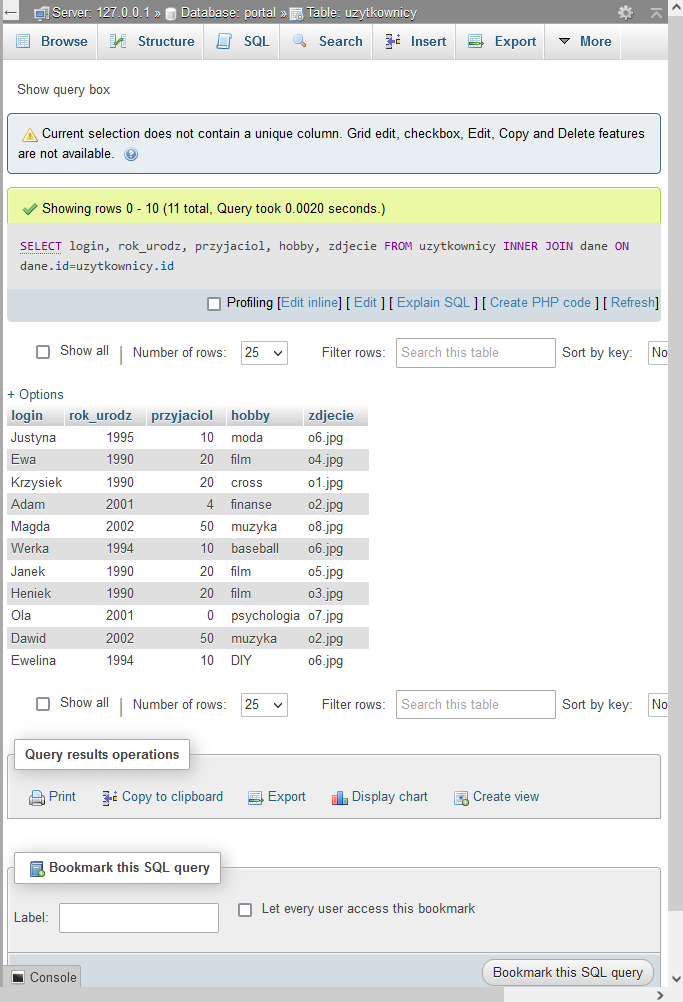 Server: 127.0.0.1 » Database: portal » Table: uzytkownicy
Browse Structure SQL Search Insert Export More
Show query box
Current selection does not contain a unique column. Grid edit, checkbox, Edit, Copy and Delete features
are not available.
Showing rows 0 - 10 (11 total, Query took 0.0020 seconds.)
SELECT login, rok_urodz, przyjaciol, hobby, zdjecie FROM uzytkownicy INNER JOIN dane ON
dane.id=uzytkownicy.id
Profiling [Edit inline] [ Edit ] [ Explain SQL ] [ Create PHP code ] [ Refresh]
Show all | Number of rows: 25 Filter rows: Search this table Sort by key: No
+ Options
login rok_urodz przyjaciol hobby zdjecie
Justyna 1995 10 moda o6.jpg
Ewa 1990 20 film o4.jpg
Krzysiek 1990 20 cross o1.jpg
Adam 2001 4 finanse o2.jpg
Magda 2002 50 muzyka o8.jpg
Werka 1994 10 baseball o6.jpg
Janek 1990 20 film o5.jpg
Heniek 1990 20 film o3.jpg
Ola 2001 0 psychologia o7.jpg
Dawid 2002 50 muzyka o2.jpg
Ewelina 1994 10 DIY o6.jpg
Show all | Number of rows: 25 Filter rows: Search this table Sort by key: No
Query results operations
Print Copy to clipboard Export Display chart Create view
Bookmark this SQL query
Label: Let every user access this bookmark
Console Bookmark this SQL query